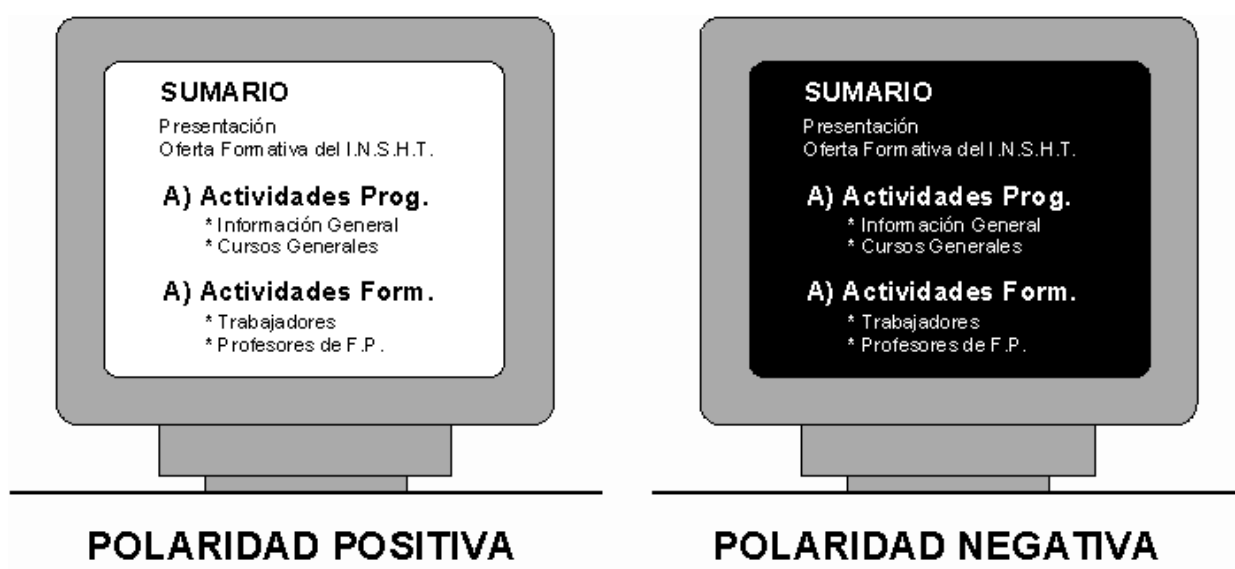 SUMARIO
Presentación
Oferta Formativa del I.N.S.H.T.
A) Actividades Prog.
* Información General
* Cursos Generales
A) Actividades Form.
* Trabajadores
* Profesores de F.P.
POLARIDAD POSITIVA
SUMARIO
Presentación
Oferta Formativa del I.N.S.H.T.
A) Actividades Prog.
* Información General
* Cursos Generales
A) Actividades Form.
* Trabajadores
* Profesores de F.P.
POLARIDAD NEGATIVA